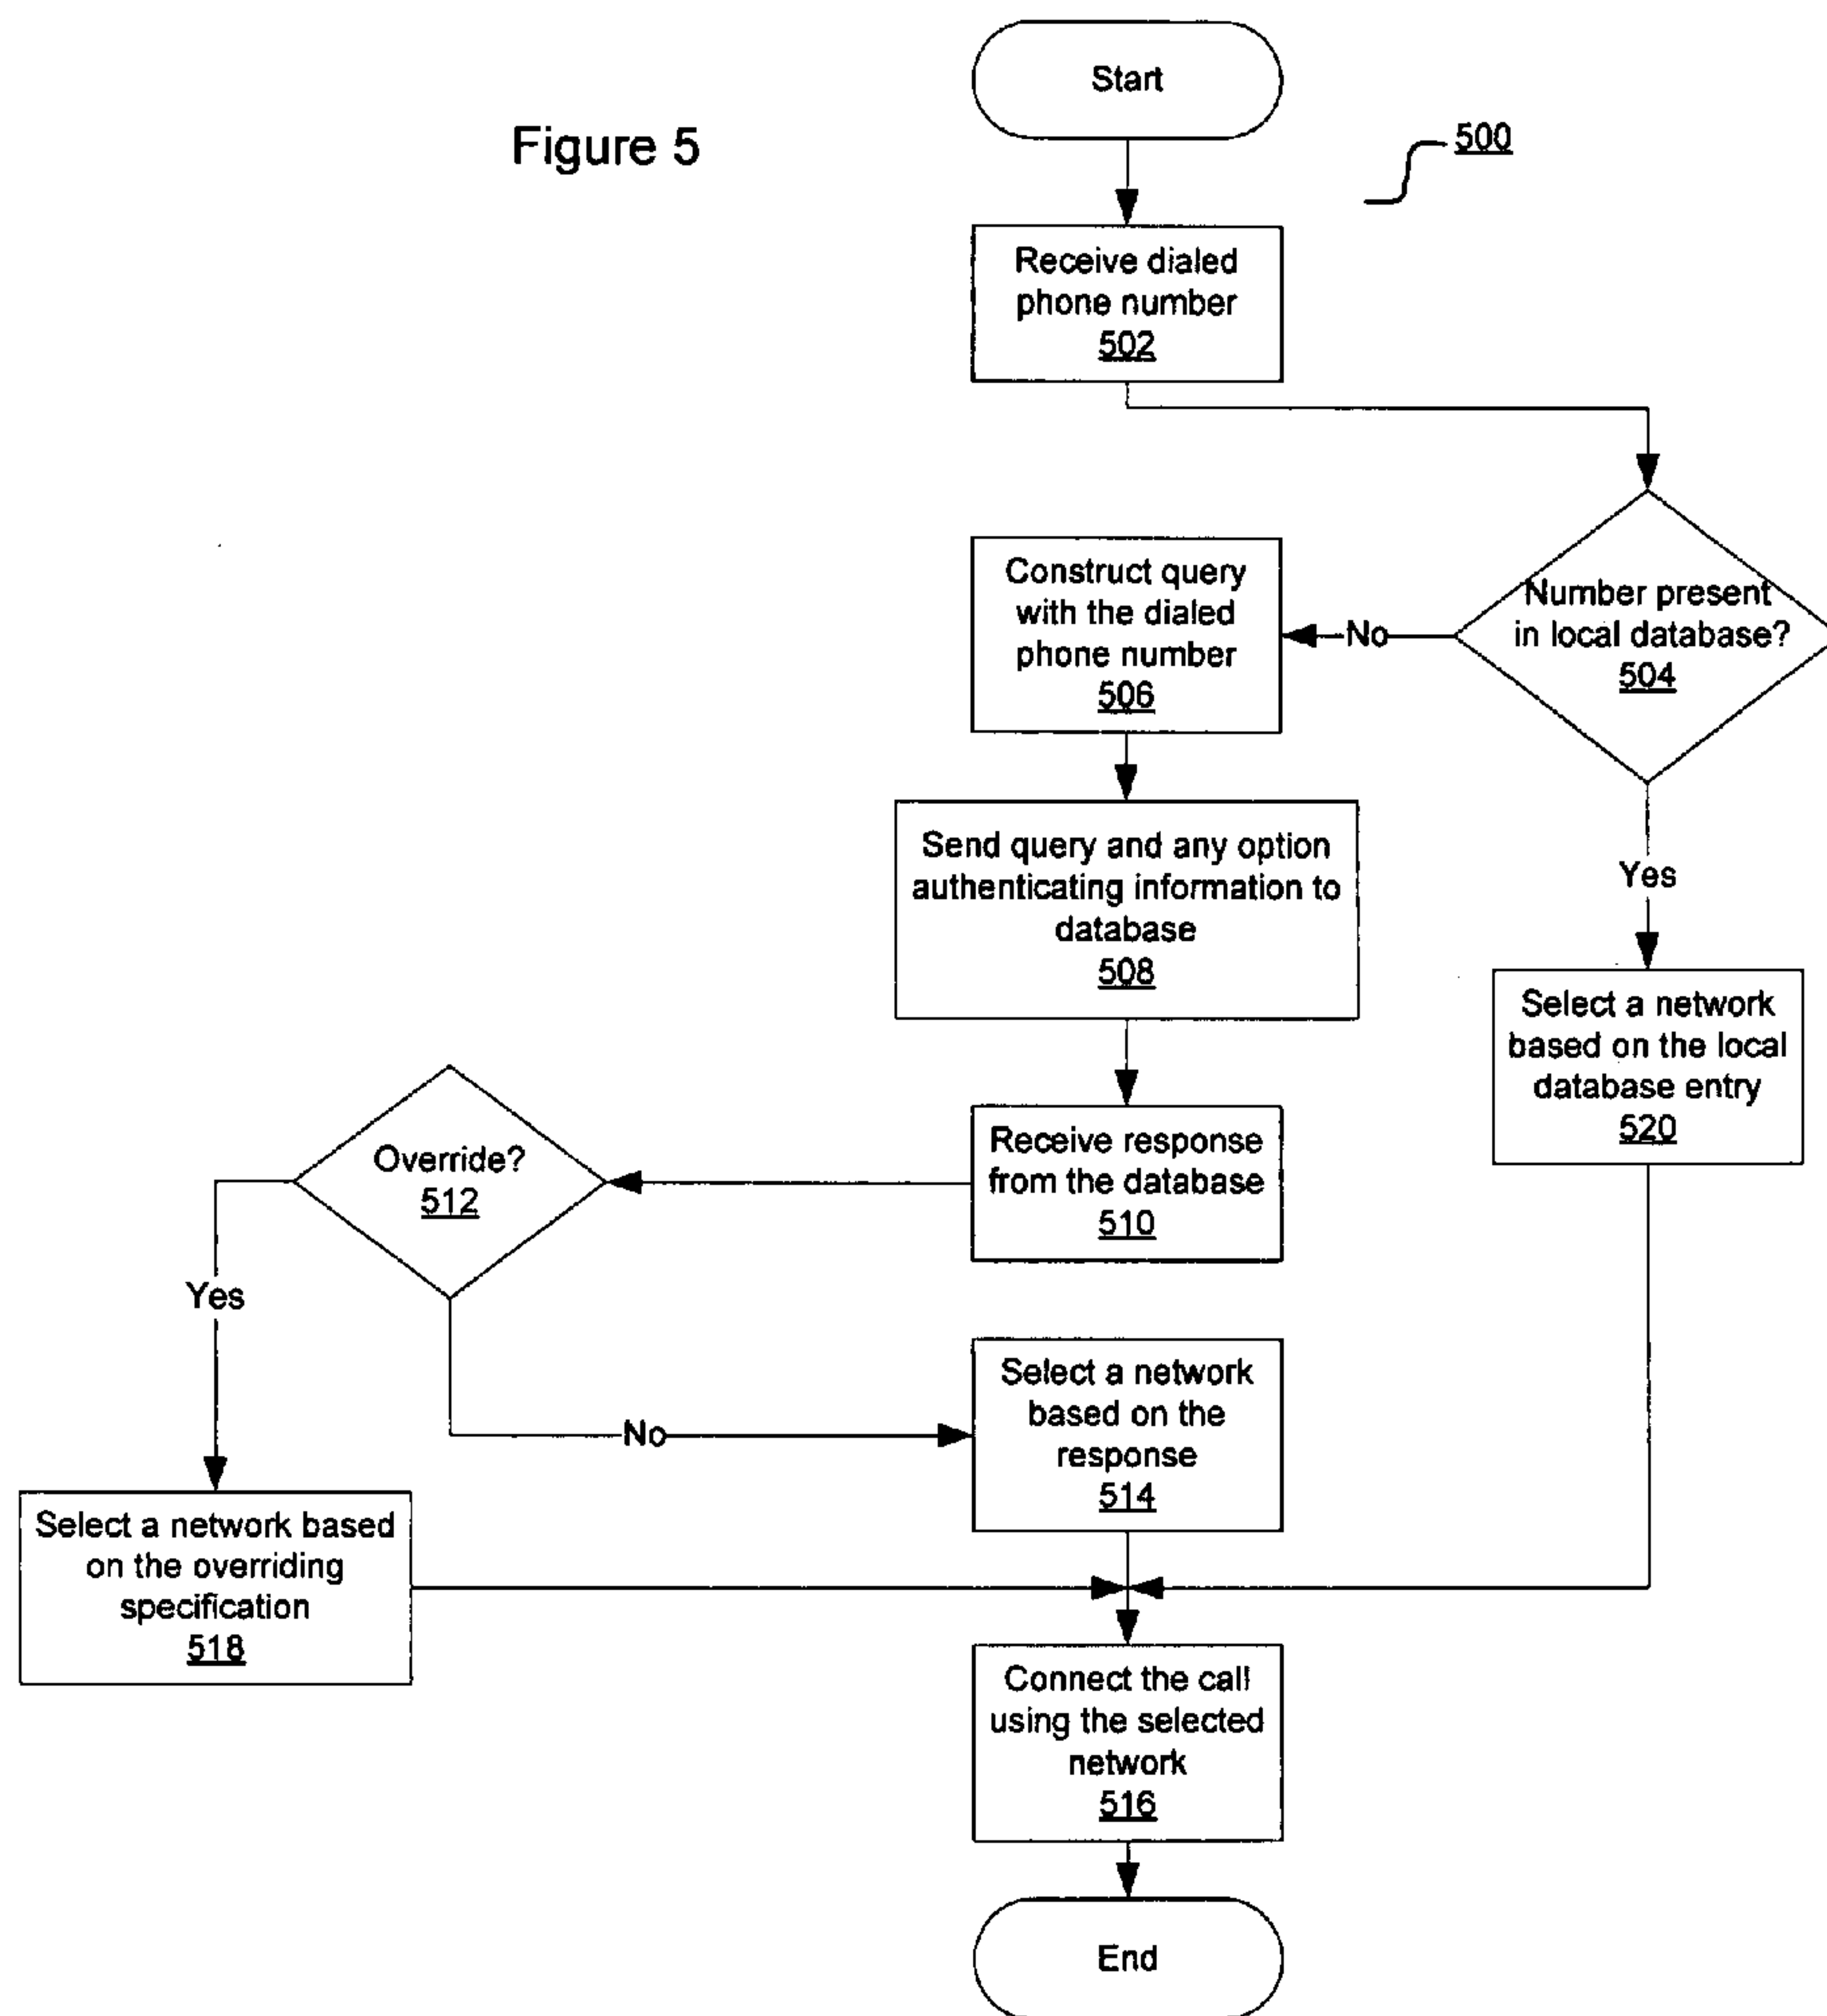 Start
Figure 5
500
Receive dialed
phone number
502
Number present
in local database?
504
No
Construct query
with the dialed
phone number
506
Send query and any option
authenticating information to
database
508
Yes
Select a network
based on the local
database entry
520
Receive response
from the database
510
Override?
512
Yes
No
Select a network
based on the
response
514
Select a network based
on the overriding
specification
518
Connect the call
using the selected
network
516
End